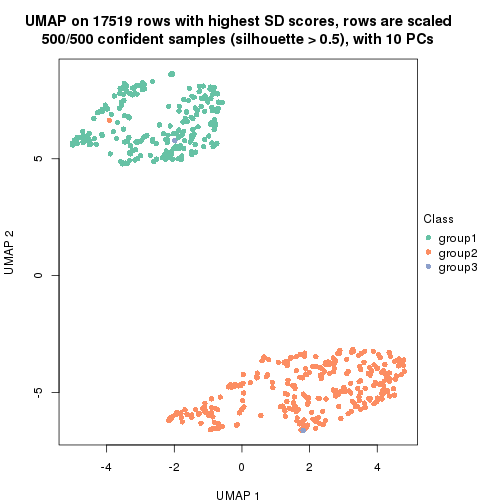 UMAP on 17519 rows with highest SD scores, rows are scaled
500/500 confident samples (silhouette > 0.5), with 10 PCs
Class
group1
group2
group3
5
0
-5
UMAP 2
-4 -2 0 2 4
UMAP 1